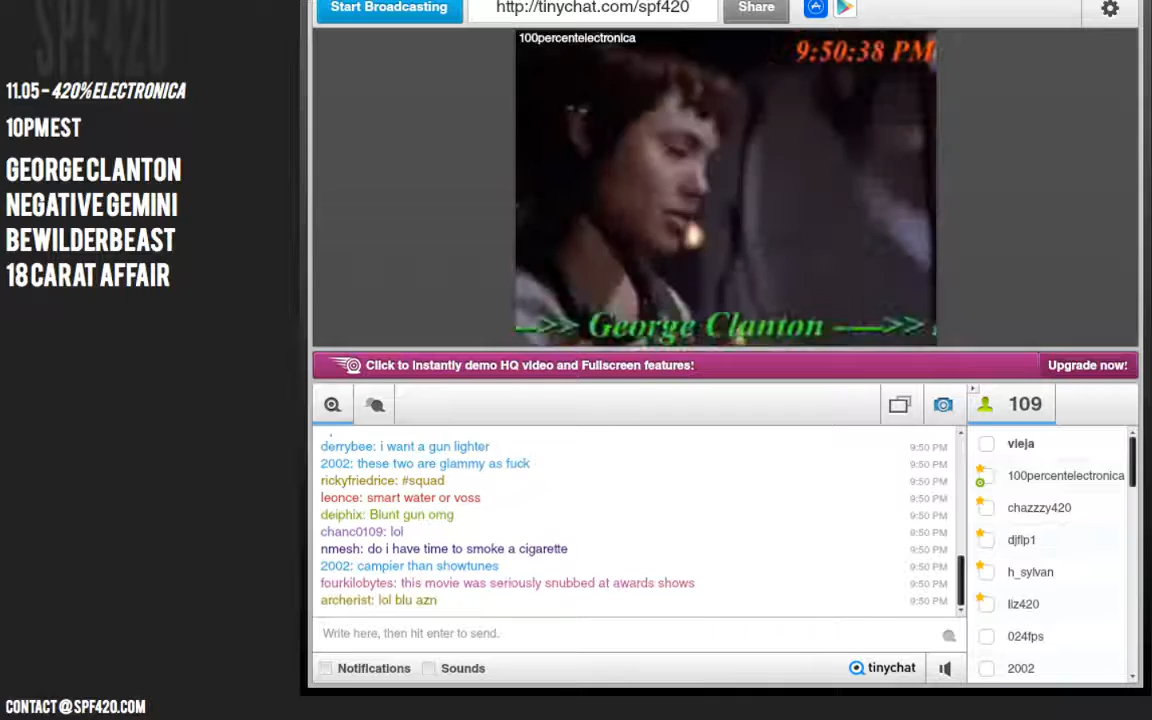 SPF420
Start Broadcasting
http://tinychat.com/spf420
Share
11.05 - 420%ELECTRONICA
10PM EST
GEORGE CLANTON
NEGATIVE GEMINI
BEWILDERBEAST
18 CARAT AFFAIR
100percentelectronica
9:50:38 PM
->> George Clanton -->>
Click to instantly demo HQ video and Fullscreen features!
Upgrade now!
109
derrybee: i want a gun lighter 9:50 PM
2002: these two are glammy as fuck 9:50 PM
rickyfriedrice: #squad 9:50 PM
leonce: smart water or voss 9:50 PM
deiphix: Blunt gun omg 9:50 PM
chanc0109: lol 9:50 PM
nmesh: do i have time to smoke a cigarette 9:50 PM
2002: campier than showtunes 9:50 PM
fourkilobytes: this movie was seriously snubbed at awards shows 9:50 PM
archerist: lol blu azn 9:50 PM
vieja
100percentelectronica
chazzzy420
djflp1
h_sylvan
liz420
024fps
2002
Write here, then hit enter to send.
Notifications
Sounds
tinychat
CONTACT@SPF420.COM